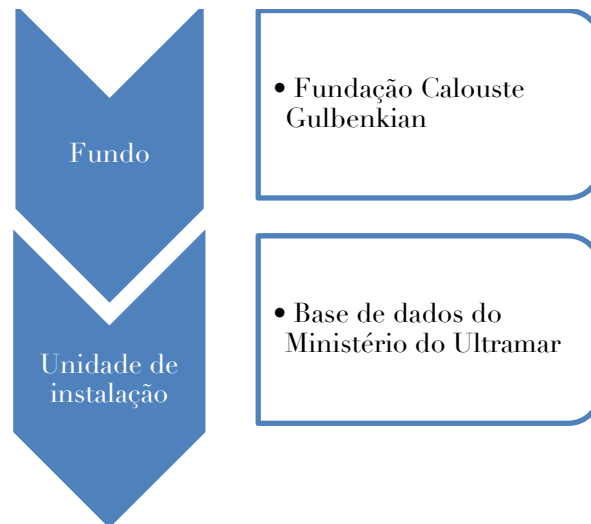 Fundo
• Fundação Calouste
Gulbenkian
Unidade de
instalação
• Base de dados do
Ministério do Ultramar